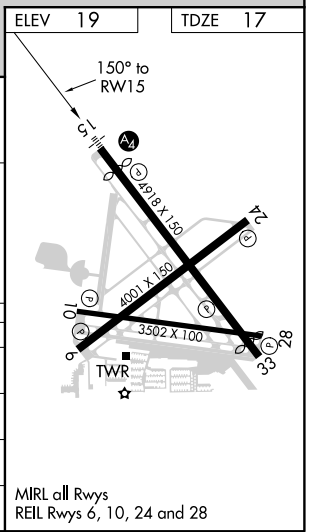 ELEV 19
TDZE 17
150° to
RW15
15
A4
P
4918 X 150
24
P
4001 X 150
10
P
P
3502 X 100
P
P
28
6
33
TWR
MIRL all Rwys
REIL Rwys 6, 10, 24 and 28